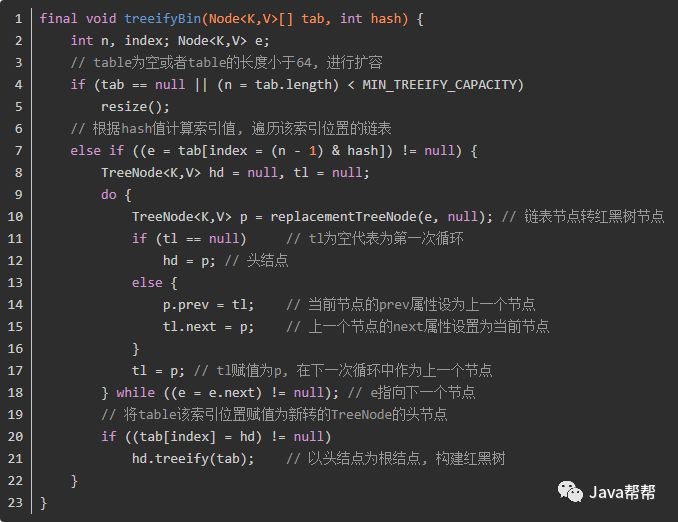 1 final void treeifyBin(Node<K,V>[] tab, int hash) {
2     int n, index; Node<K,V> e;
3     // table为空或者table的长度小于64, 进行扩容
4     if (tab == null || (n = tab.length) < MIN_TREEIFY_CAPACITY)
5         resize();
6     // 根据hash值计算索引值, 遍历该索引位置的链表
7     else if ((e = tab[index = (n - 1) & hash]) != null) {
8         TreeNode<K,V> hd = null, tl = null;
9         do {
10             TreeNode<K,V> p = replacementTreeNode(e, null); // 链表节点转红黑树节点
11             if (tl == null)     // tl为空代表为第一次循环
12                 hd = p; // 头结点
13             else {
14                 p.prev = tl;    // 当前节点的prev属性设为上一个节点
15                 tl.next = p;    // 上一个节点的next属性设置为当前节点
16             }
17             tl = p; // tl赋值为p, 在下一次循环中作为上一个节点
18         } while ((e = e.next) != null); // e指向下一个节点
19         // 将table该索引位置赋值为新转的TreeNode的头节点
20         if ((tab[index] = hd) != null)
21             hd.treeify(tab);    // 以头结点为根结点, 构建红黑树
22     }
23 }
Java帮帮